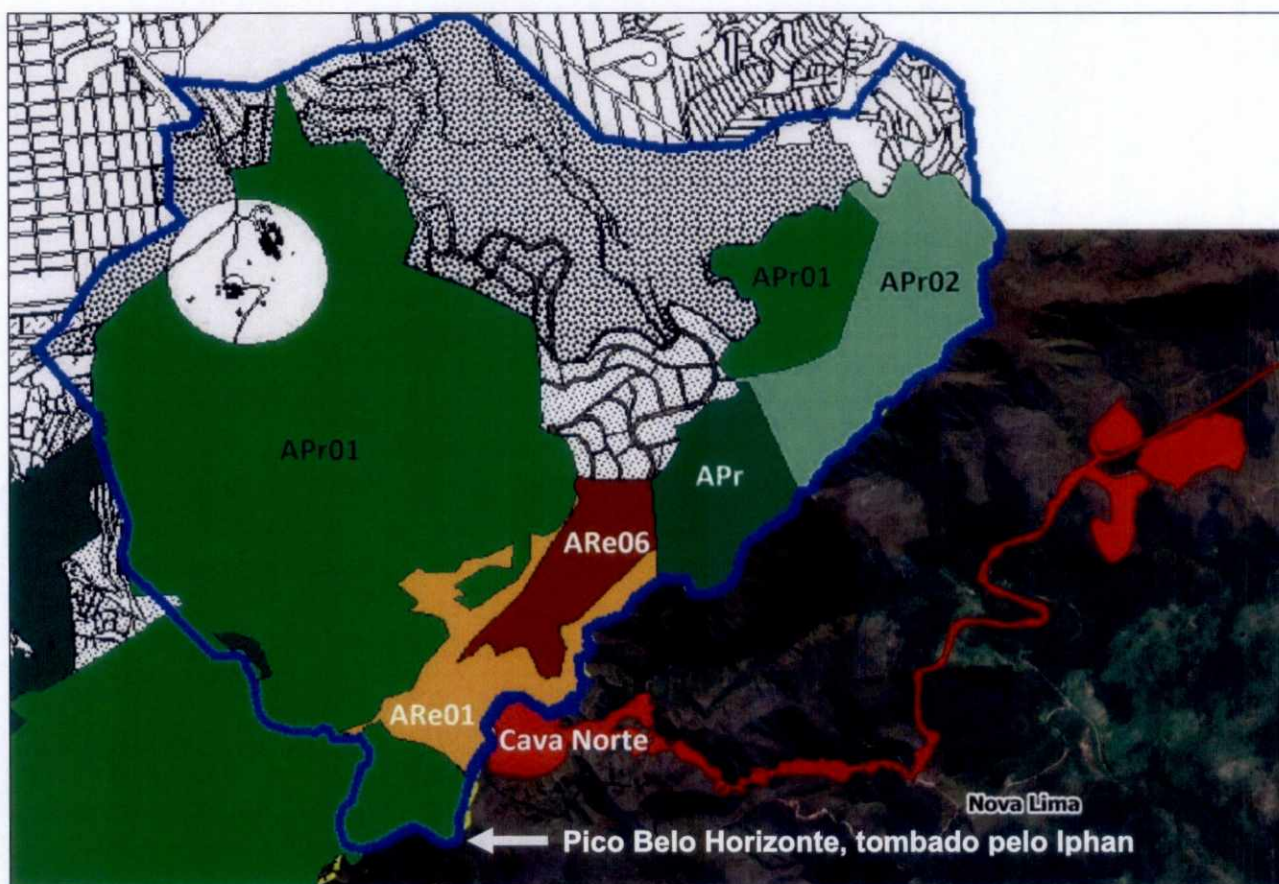 APr01
APr02
APr01
APr
ARe06
ARe01
Cava Norte
Nova Lima
Pico Belo Horizonte, tombado pelo Iphan